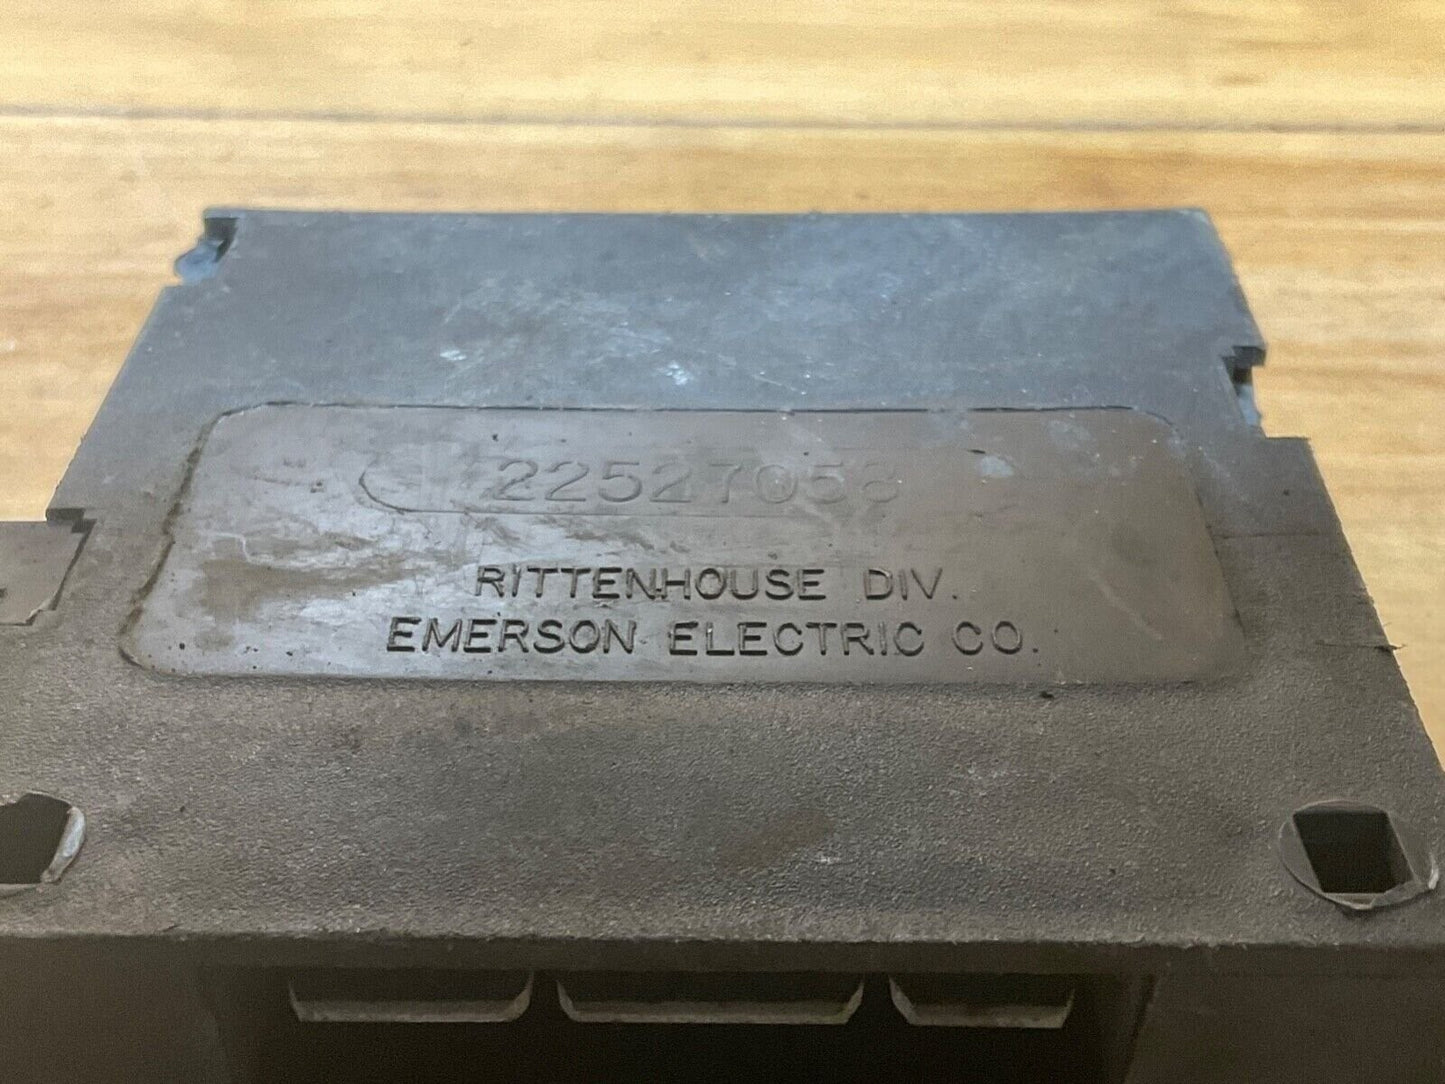 22527058
RITTENHOUSE DIV.
EMERSON ELECTRIC CO.